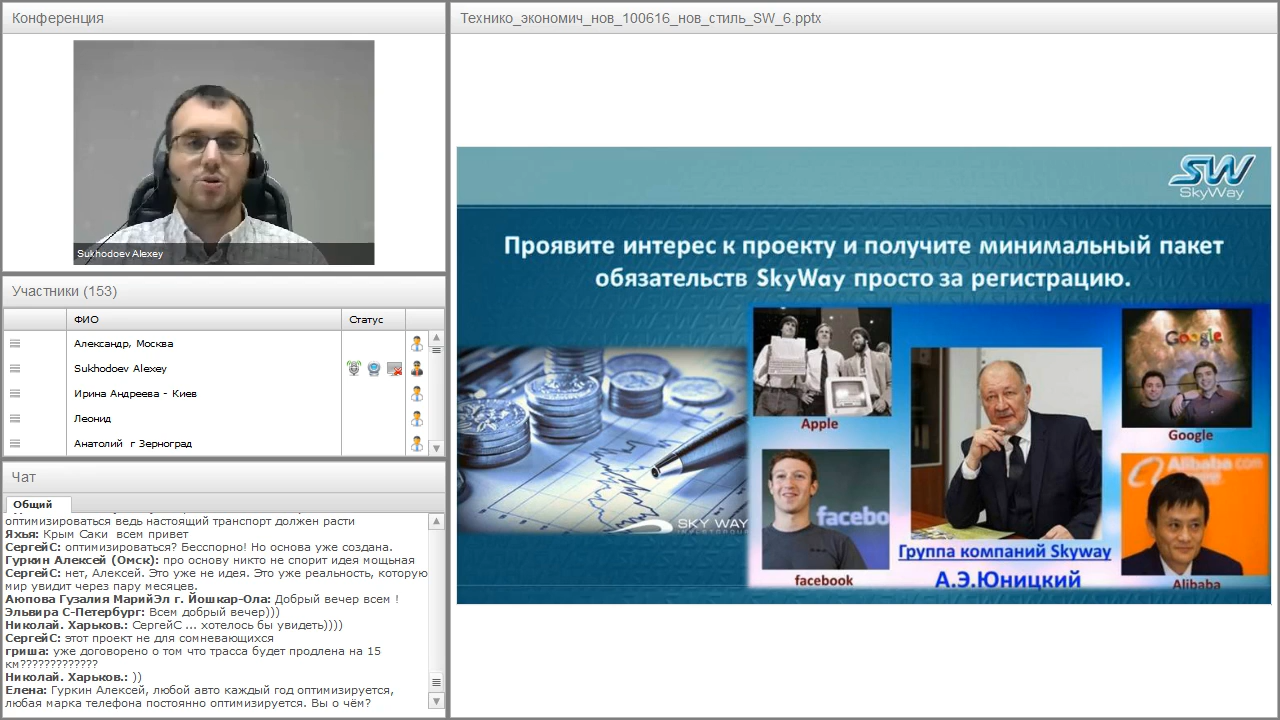 Конференция
Sukhodoev Alexey
Участники (153)
ФИО
Статус
Александр, Москва
Sukhodoev Alexey
Ирина Андреева - Киев
Леонид
Анатолий г Зерноград
Чат
Общий
оптимизироваться ведь настоящий транспорт должен расти
Яхья: Крым Саки всем привет
СергейС: оптимизироваться? Бесспорно! Но основа уже создана.
Гуркин Алексей (Омск): про основу никто не спорит идея мощьная
СергейС: нет, Алексей. Это уже не идея. Это уже реальность, которую
мир увидит через пару месяцев.
Аюпова Гузалия МарийЭл г. Йошкар-Ола: Добрый вечер всем !
Эльвира С-Петербург: Всем добрый вечер)))
Николай. Харьков.: СергейС ... хотелось бы увидеть))))
СергейС: этот проект не для сомневающихся
гриша: уже договорено о том что трасса будет продлена на 15
км?????????????
Николай. Харьков.: ))
Елена: Гуркин Алексей, любой авто каждый год оптимизируется,
любая марка телефона постоянно оптимизируется. Вы о чём?
Технико_экономич_нов_100616_нов_стиль_SW_6.pptx
SW
SkyWay
Проявите интерес к проекту и получите минимальный пакет
обязательств SkyWay просто за регистрацию.
SKY WAY
Apple
Google
Google
facebo
facebook
Группа компаний Skyway
А.Э.Юницкий
Alibaba.com
Alibaba